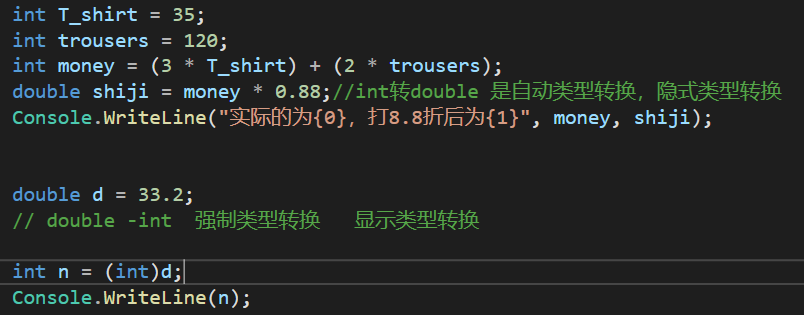 int T_shirt = 35;
int trousers = 120;
int money = (3 * T_shirt) + (2 * trousers);
double shiji = money * 0.88;//int转double 是自动类型转换，隐式类型转换
Console.WriteLine("实际的为{0}，打8.8折后为{1}", money, shiji);
double d = 33.2;
// double -int  强制类型转换   显示类型转换
int n = (int)d;
Console.WriteLine(n);